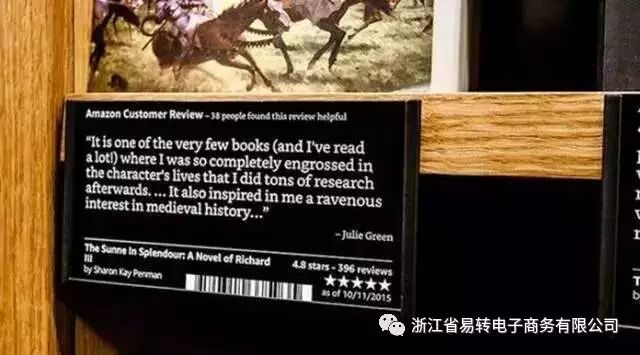 Amazon Customer Review – 38 people found this review helpful
“It is one of the very few books (and I've read
a lot!) where I was so completely engrossed in
the character's lives that I did tons of research
afterwards. ... It also inspired in me a ravenous
interest in medieval history...”
– Julie Green
The Sunne In Splendour: A Novel of Richard
III
by Sharon Kay Penman
4.8 stars - 396 reviews
★★★★★
as of 10/11/2015
浙江省易转电子商务有限公司